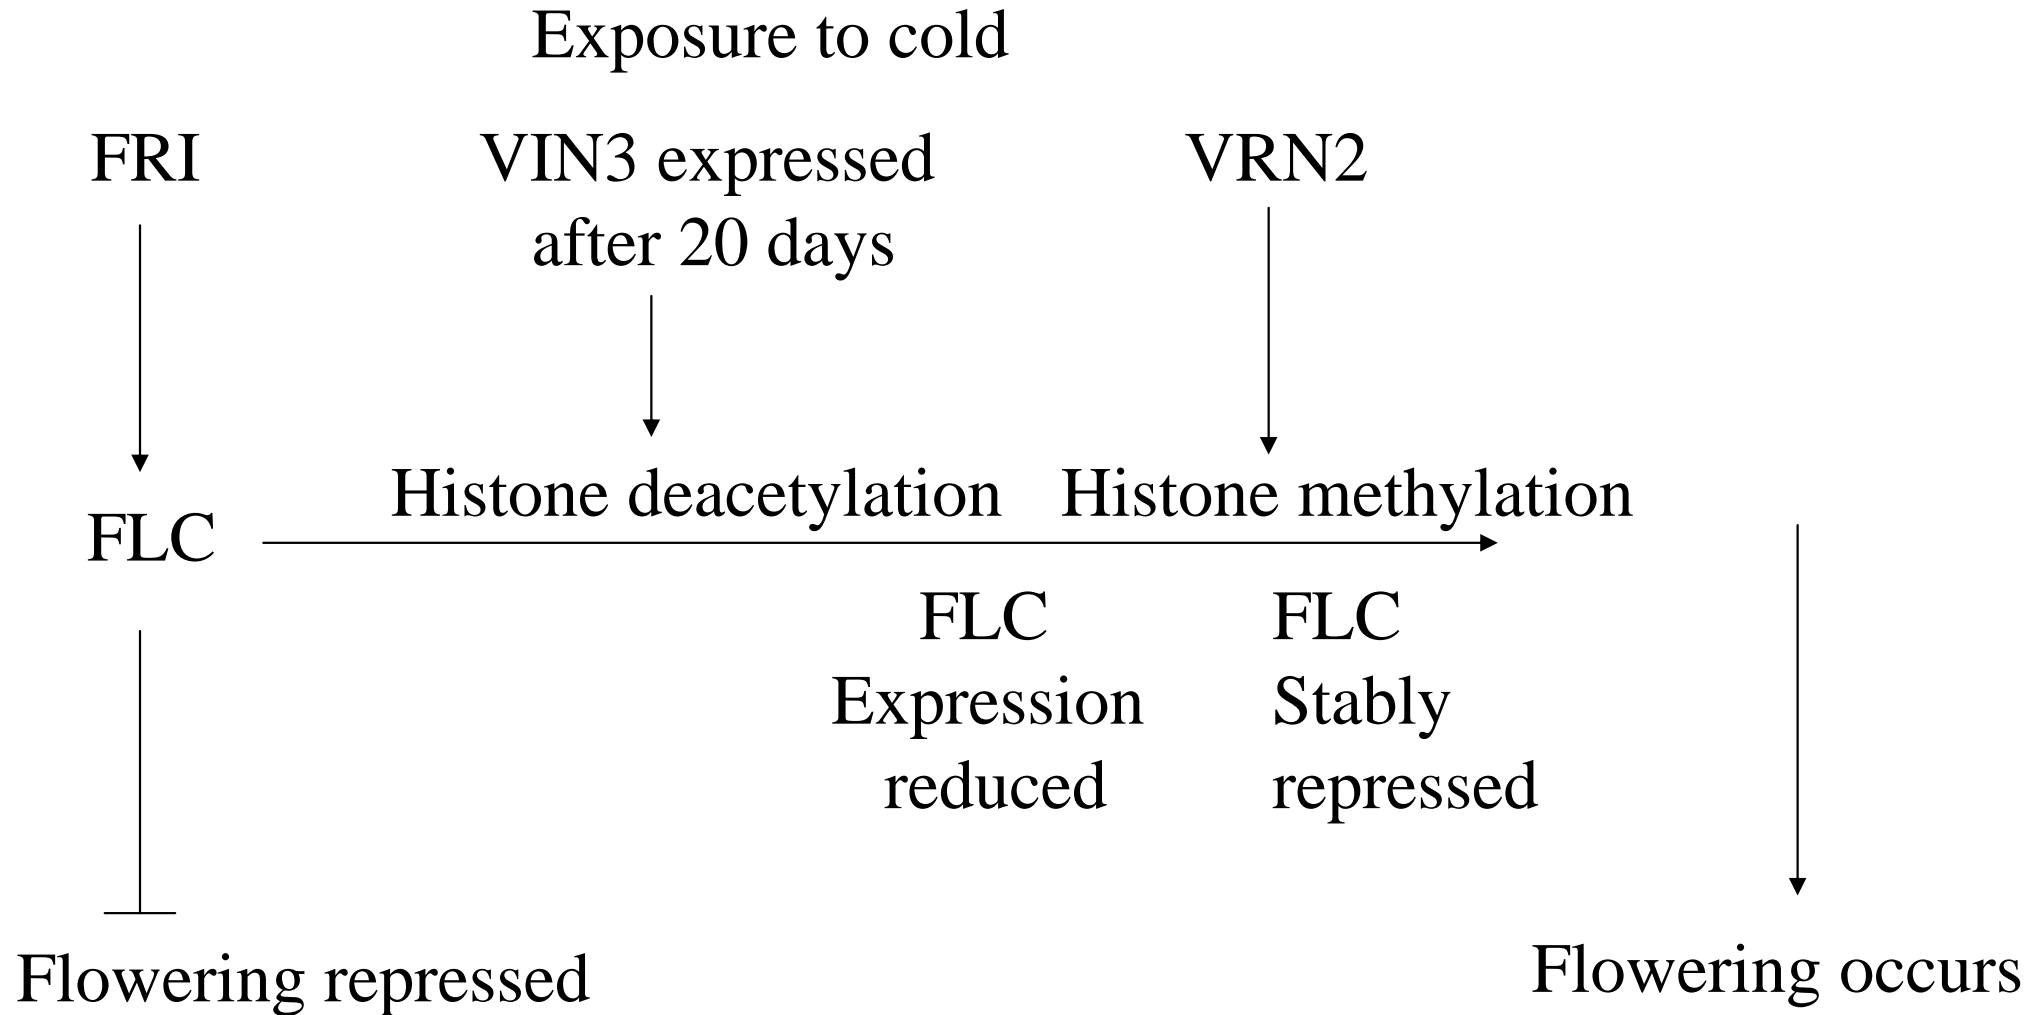 Exposure to cold
FRI
VIN3 expressed
after 20 days
VRN2
Histone deacetylation
Histone methylation
FLC
FLC
Expression
reduced
FLC
Stably
repressed
Flowering repressed
Flowering occurs